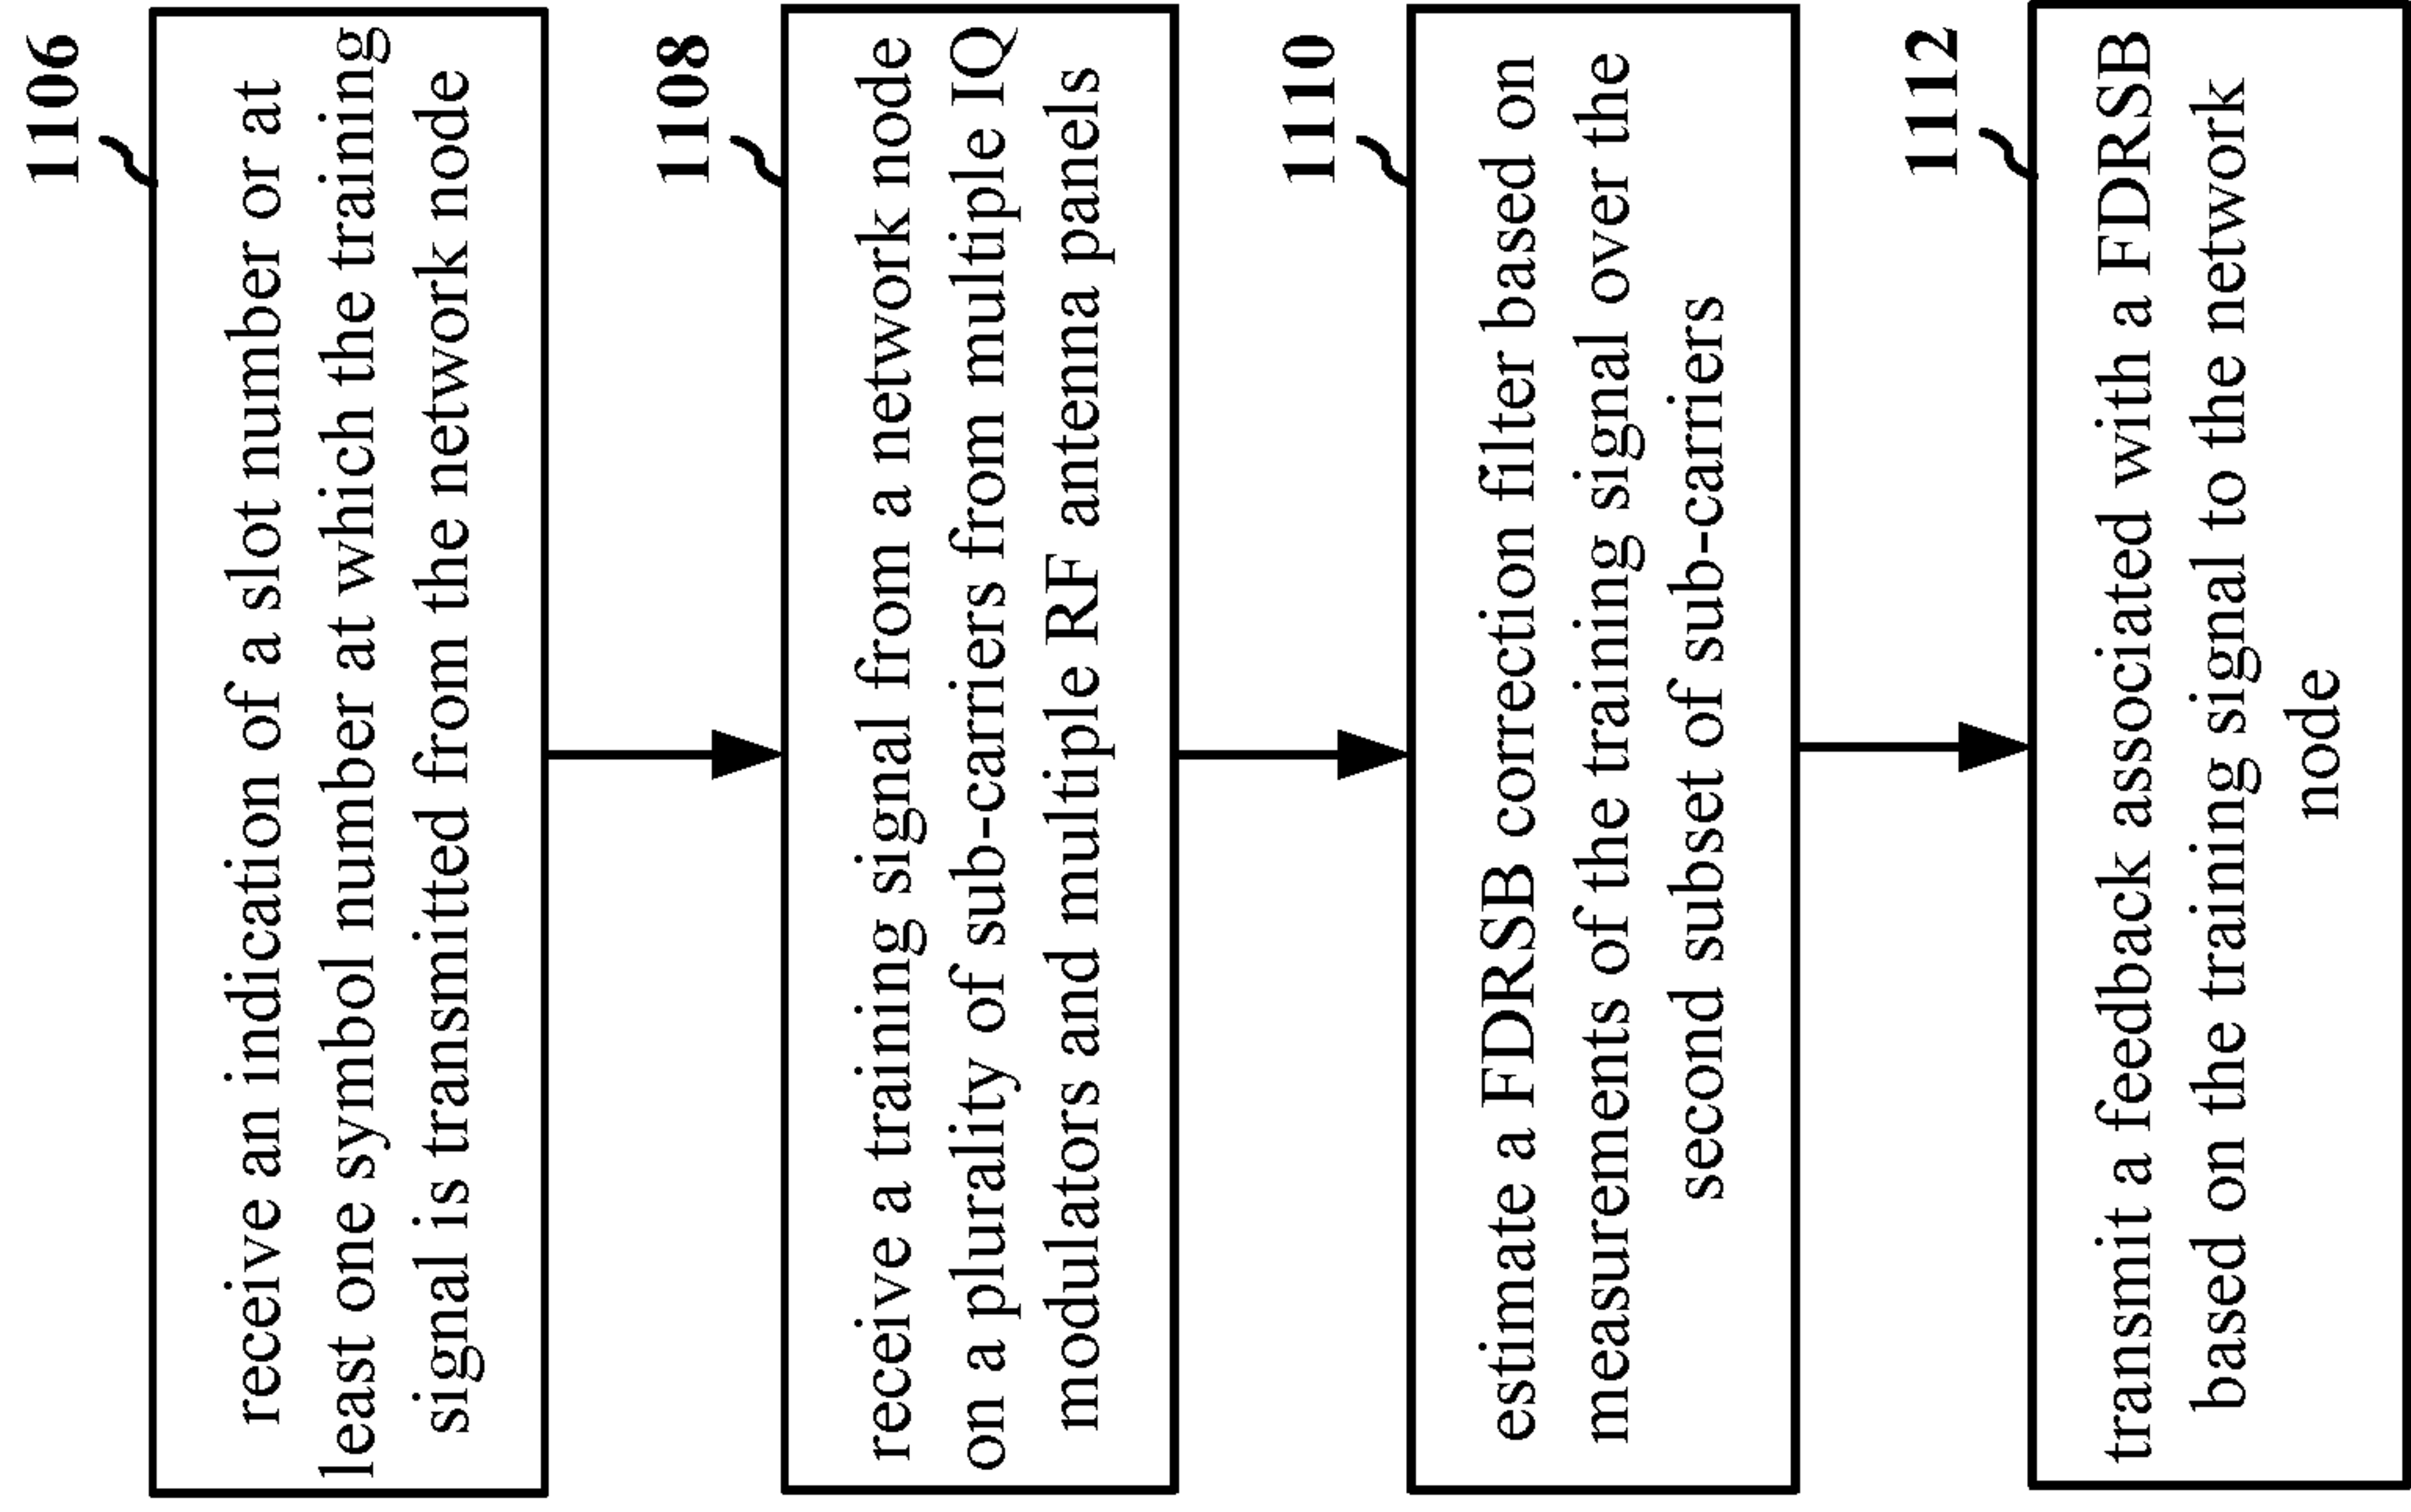 1106
receive an indication of a slot number or at
least one symbol number at which the training
signal is transmitted from the network node
1108
receive a training signal from a network node
on a plurality of sub-carriers from multiple IQ
modulators and multiple RF antenna panels
1110
estimate a FDRSB correction filter based on
measurements of the training signal over the
second subset of sub-carriers
1112
transmit a feedback associated with a FDRSB
based on the training signal to the network
node